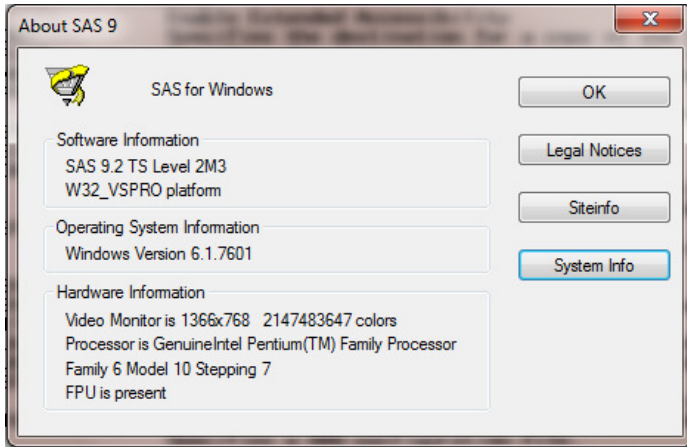 About SAS 9
SAS for Windows
OK
Software Information
SAS 9.2 TS Level 2M3
W32_VSPRO platform
Legal Notices
Siteinfo
Operating System Information
Windows Version 6.1.7601
System Info
Hardware Information
Video Monitor is 1366x768 2147483647 colors
Processor is GenuineIntel Pentium(TM) Family Processor
Family 6 Model 10 Stepping 7
FPU is present